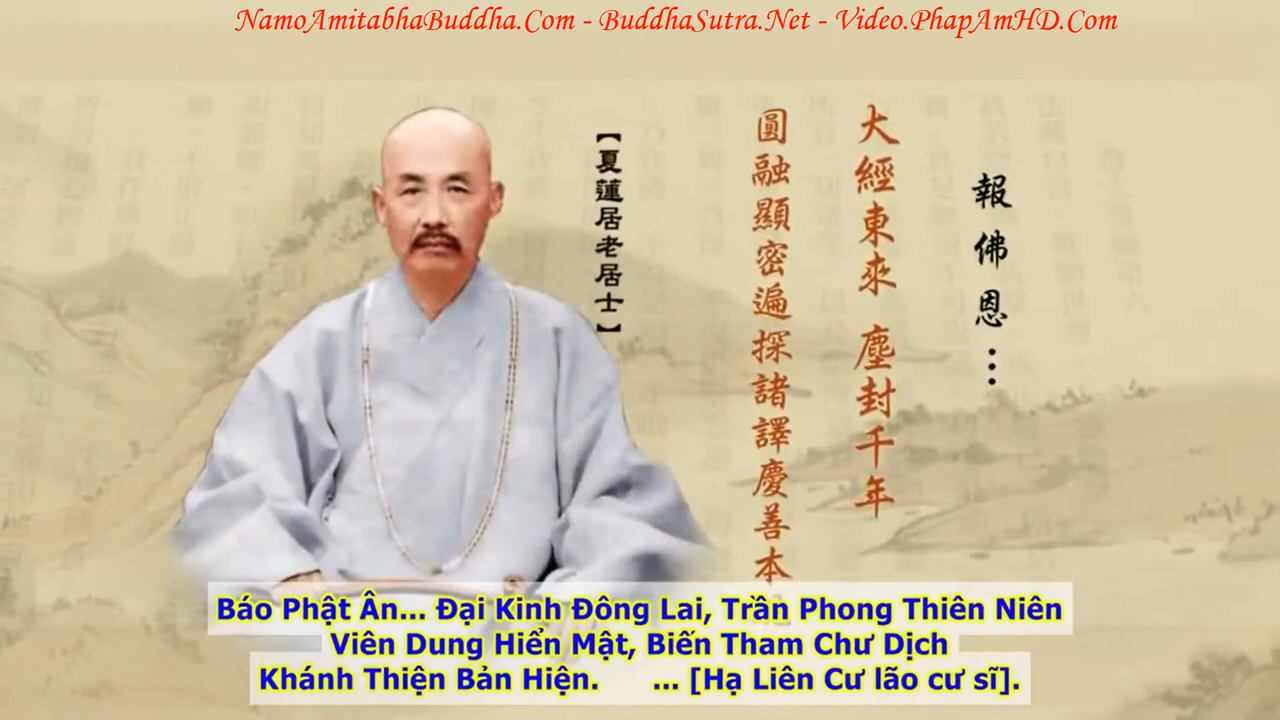 NamoAmitabhaBuddha.Com - BuddhaSutra.Net - Video.PhapAmHD.Com
報佛恩…
大經東來 塵封千年
圓融顯密遍探諸譯慶善本
【夏蓮居老居士】
Báo Phật Ân... Đại Kinh Đông Lai, Trần Phong Thiên Niên
Viên Dung Hiển Mật, Biến Tham Chư Dịch
Khánh Thiện Bản Hiện. ... [Hạ Liên Cư lão cư sĩ].